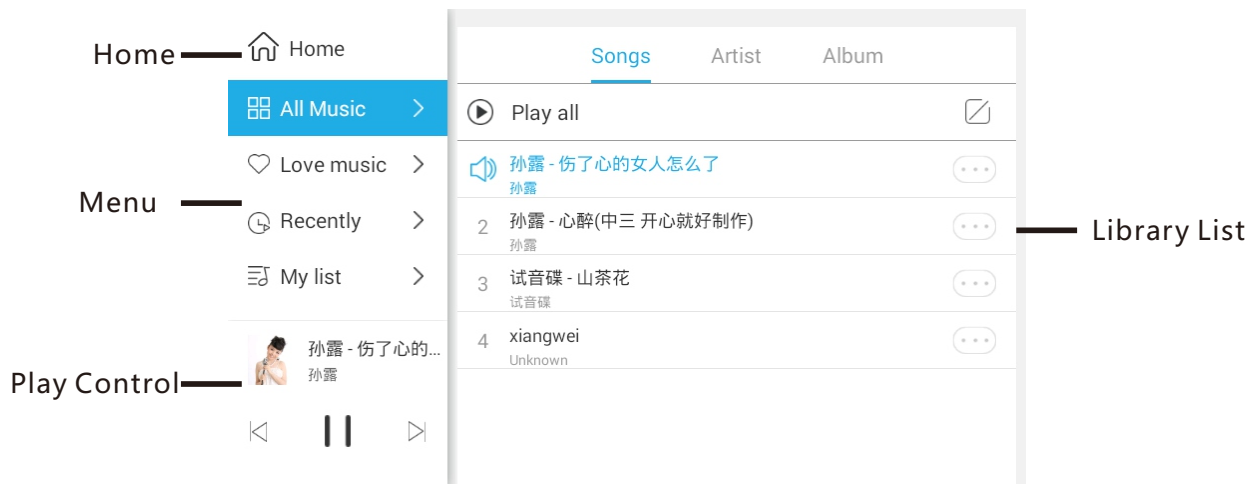 Home
Home
Menu
Play Control
All Music
Love music
Recently
My list
孙露 - 伤了心的...
孙露
Songs Artist Album
Play all
孙露 - 伤了心的女人怎么了
孙露
2 孙露 - 心醉(中三 开心就好制作)
孙露
3 试音碟 - 山茶花
试音碟
4 xiangwei
Unknown
Library List